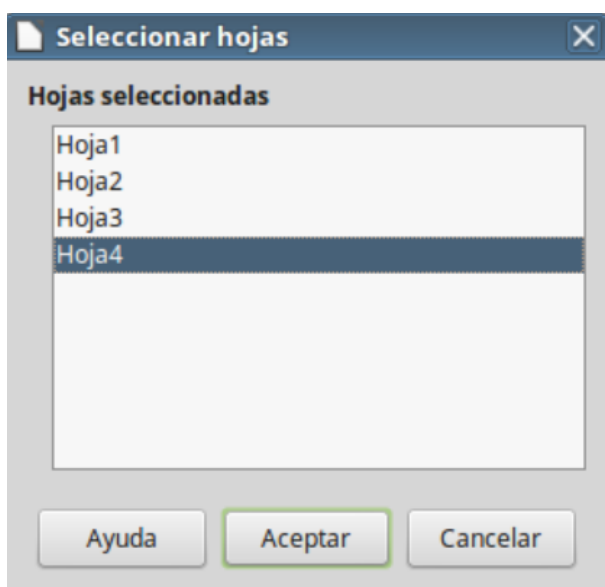 Seleccionar hojas
Hojas seleccionadas
Hoja1
Hoja2
Hoja3
Hoja4
Ayuda Aceptar Cancelar